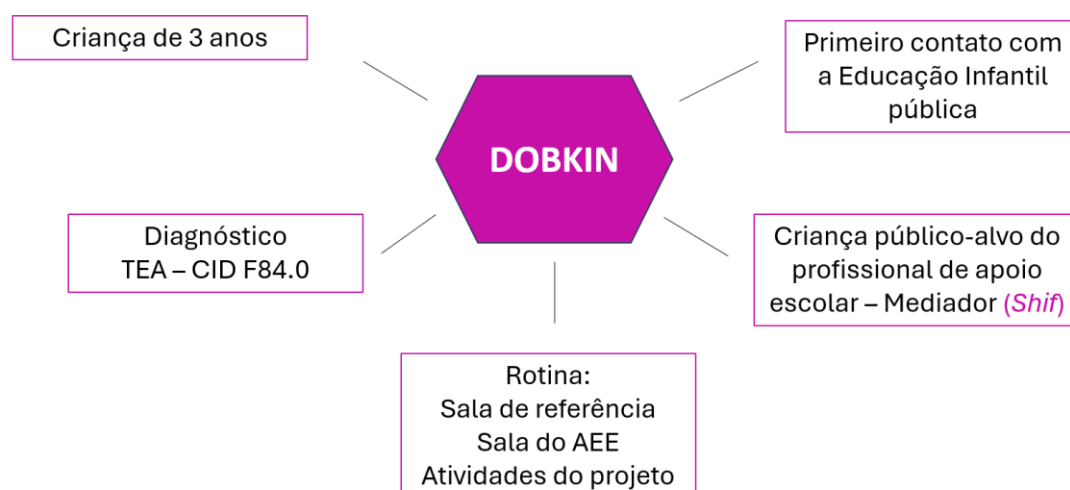 Criança de 3 anos
Primeiro contato com
a Educação Infantil
pública
DOBKIN
Diagnóstico
TEA – CID F84.0
Criança público-alvo do
profissional de apoio
escolar – Mediador (Shif)
Rotina:
Sala de referência
Sala do AEE
Atividades do projeto